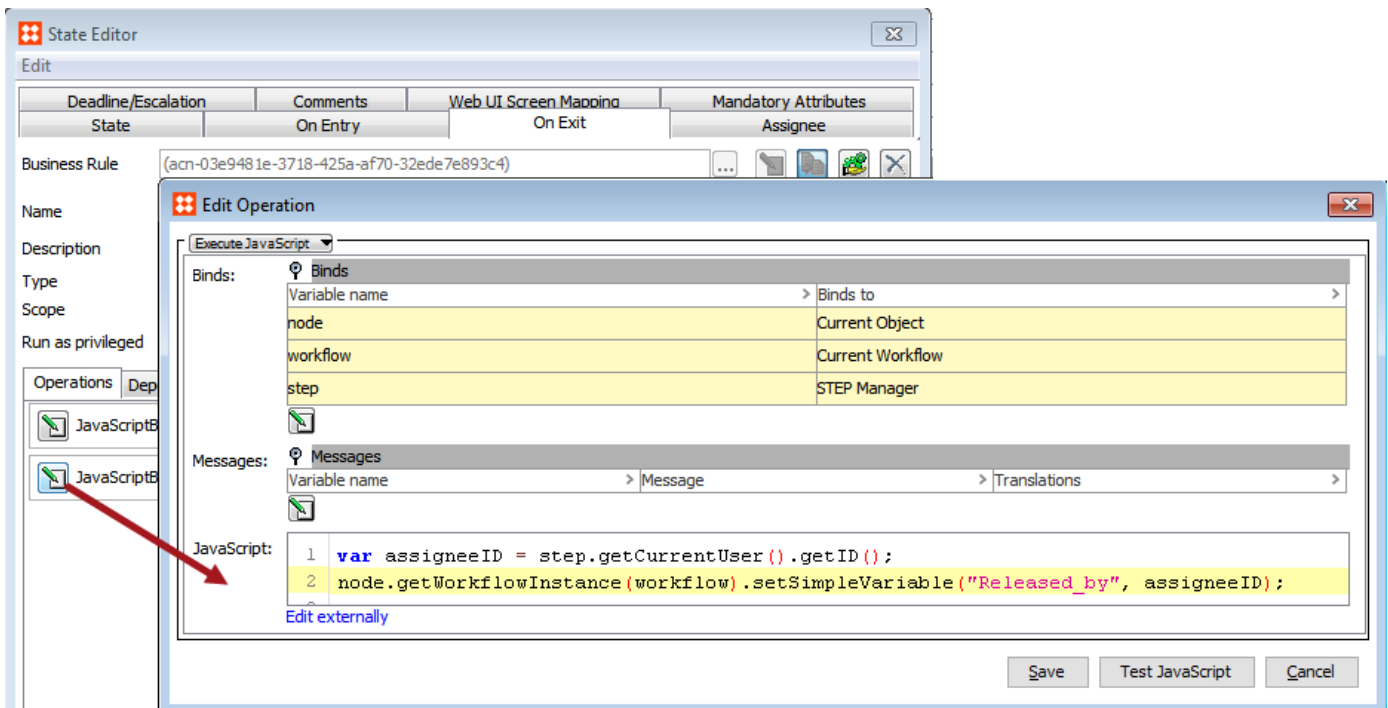 State Editor
Edit
Deadline/Escalation Comments Web UI Screen Mapping Mandatory Attributes
State On Entry On Exit Assignee
Business Rule (acn-03e9481e-3718-425a-af70-32ede7e893c4) ...
Name
Description
Type
Scope
Run as privileged
Operations Dep
JavaScriptB
JavaScriptB
Edit Operation
Execute JavaScript
Binds: Binds
Variable name > Binds to >
node Current Object
workflow Current Workflow
step STEP Manager
Messages: Messages
Variable name > Message > Translations >
JavaScript:
1 var assigneeID = step.getCurrentUser().getID();
2 node.getWorkflowInstance(workflow).setSimpleVariable("Released_by", assigneeID);
Edit externally
Save Test JavaScript Cancel